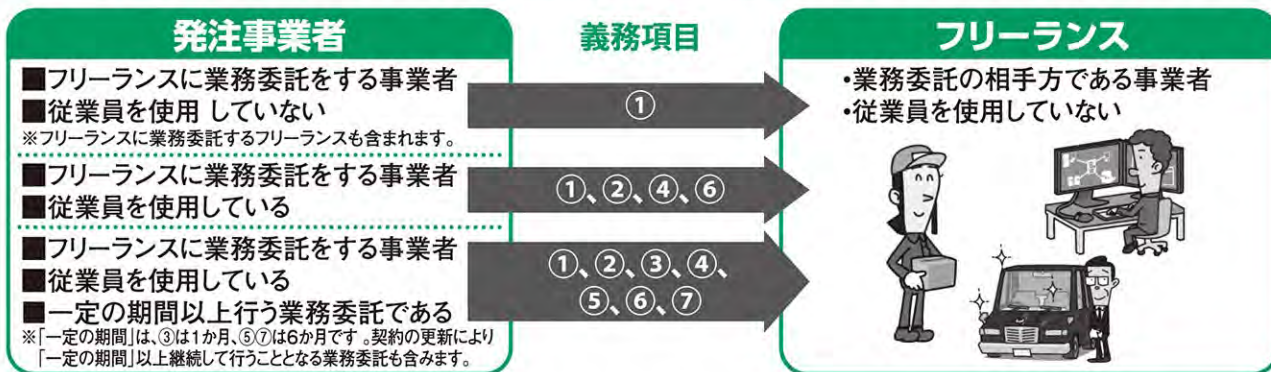 発注事業者
■フリーランスに業務委託をする事業者
■従業員を使用していない
※フリーランスに業務委託するフリーランスも含まれます。
■フリーランスに業務委託をする事業者
■従業員を使用している
■フリーランスに業務委託をする事業者
■従業員を使用している
■一定の期間以上行う業務委託である
※「一定の期間」は、③は1か月、⑤⑦は6か月です。契約の更新により
「一定の期間」以上継続して行うこととなる業務委託も含みます。
義務項目
①
①、②、④、⑥
①、②、③、④、
⑤、⑥、⑦
フリーランス
・業務委託の相手方である事業者
・従業員を使用していない